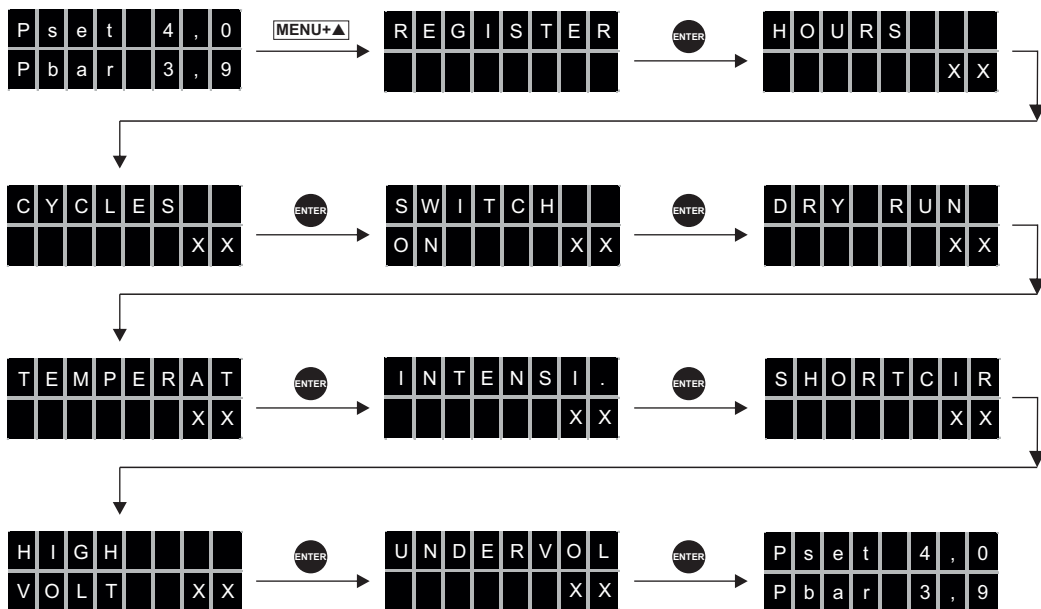 Pset 4,0
Pbar 3,9
MENU+▲
REGISTER
ENTER
HOURS
XX
CYCLES
XX
ENTER
SWITCH
ON XX
ENTER
DRY RUN
XX
TEMPERAT
XX
ENTER
INTENSI.
XX
ENTER
SHORTCIR
XX
HIGH
VOLT XX
ENTER
UNDERVOL
XX
ENTER
Pset 4,0
Pbar 3,9